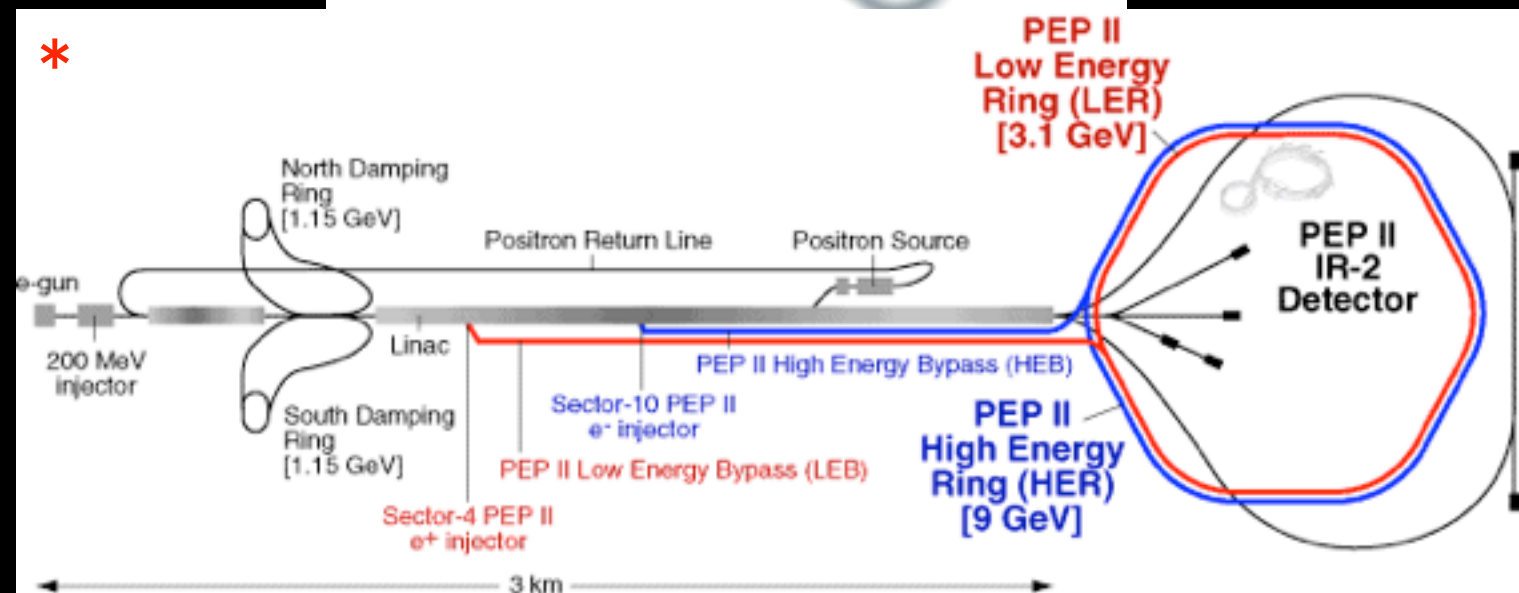 *
PEP II
Low Energy
Ring (LER)
[3.1 GeV]
North Damping
Ring
[1.15 GeV]
Positron Return Line
Positron Source
e-gun
PEP II
IR-2
Detector
200 MeV
injector
Linac
PEP II High Energy Bypass (HEB)
Sector-10 PEP II
e- injector
South Damping
Ring
[1.15 GeV]
PEP II Low Energy Bypass (LEB)
PEP II
High Energy
Ring (HER)
[9 GeV]
Sector-4 PEP II
e+ injector
3 km